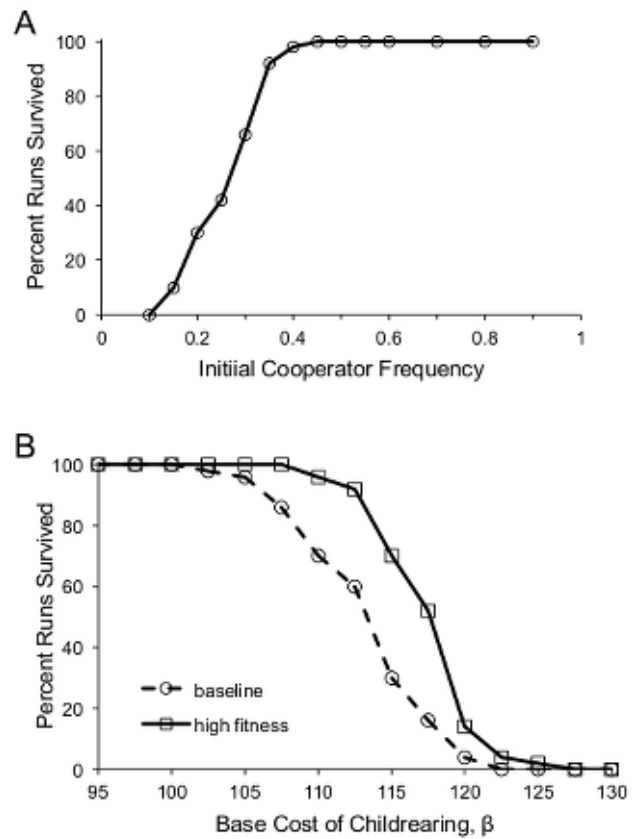 A
100
80
60
40
20
0
Percent Runs Survived
0 0.2 0.4 0.6 0.8 1
Initiial Cooperator Frequency
B
100
80
60
40
20
0
Percent Runs Survived
baseline
high fitness
95 100 105 110 115 120 125 130
Base Cost of Childrearing, β